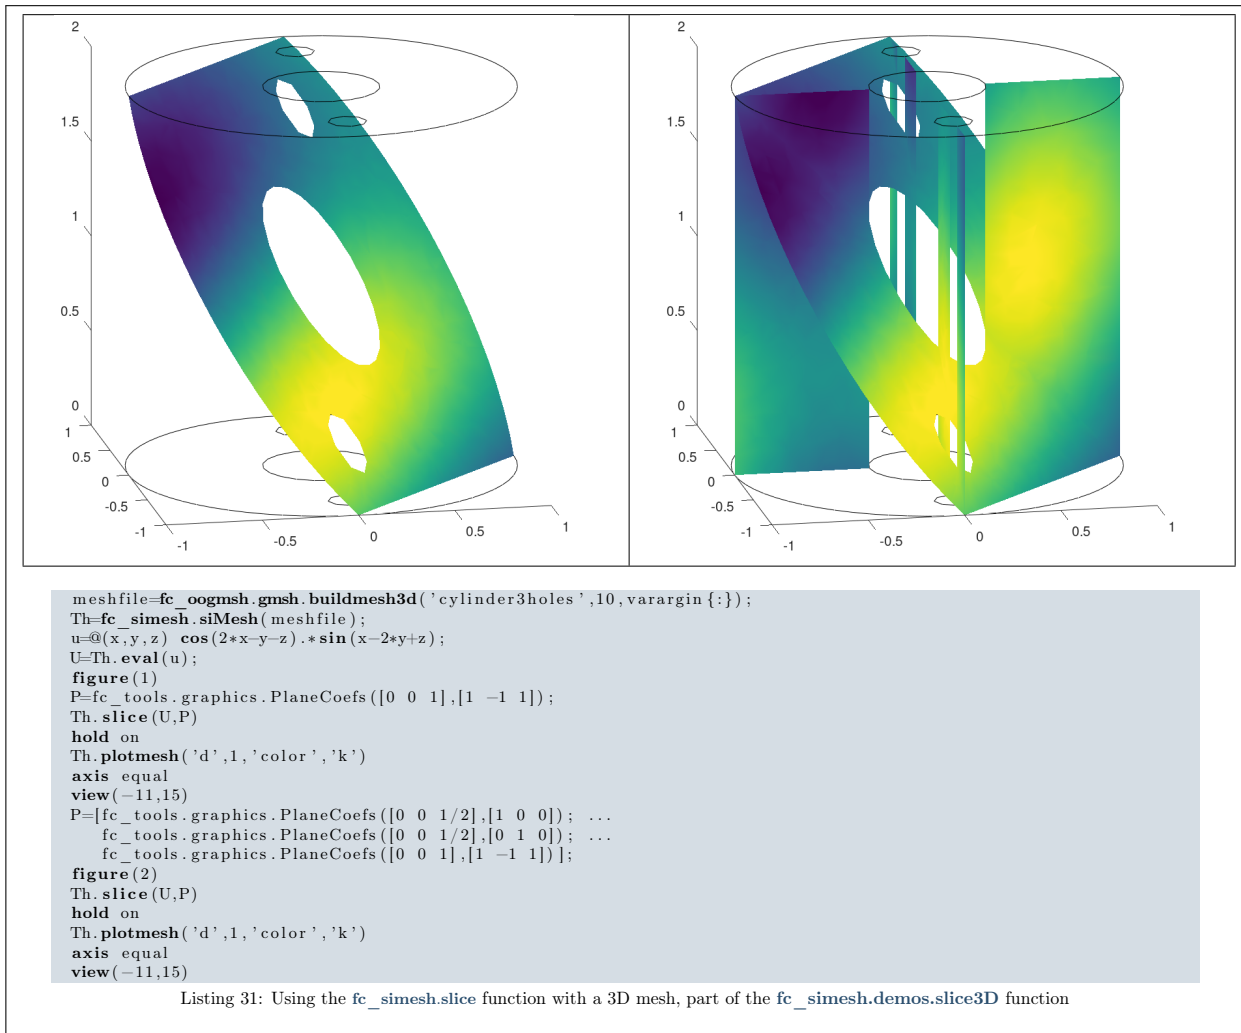 2
1.5
1
0.5
0
1
0.5
0
-0.5
-1
-1
-0.5
0
0.5
1
2
1.5
1
0.5
0
1
0.5
0
-0.5
-1
-1
-0.5
0
0.5
1
meshfile=fc_oogmsh.gmsh.buildmesh3d('cylinder3holes',10,varargin{:});
Th=fc_simesh.siMesh(meshfile);
u=@(x,y,z) cos(2*x-y-z).*sin(x-2*y+z);
U=Th.eval(u);
figure(1)
P=fc_tools.graphics.PlaneCoefs([0 0 1],[1 -1 1]);
Th.slice(U,P)
hold on
Th.plotmesh('d',1,'color','k')
axis equal
view(-11,15)
P=[fc_tools.graphics.PlaneCoefs([0 0 1/2],[1 0 0]); ...
fc_tools.graphics.PlaneCoefs([0 0 1/2],[0 1 0]); ...
fc_tools.graphics.PlaneCoefs([0 0 1],[1 -1 1])];
figure(2)
Th.slice(U,P)
hold on
Th.plotmesh('d',1,'color','k')
axis equal
view(-11,15)
Listing 31: Using the fc_simesh.slice function with a 3D mesh, part of the fc_simesh.demos.slice3D function